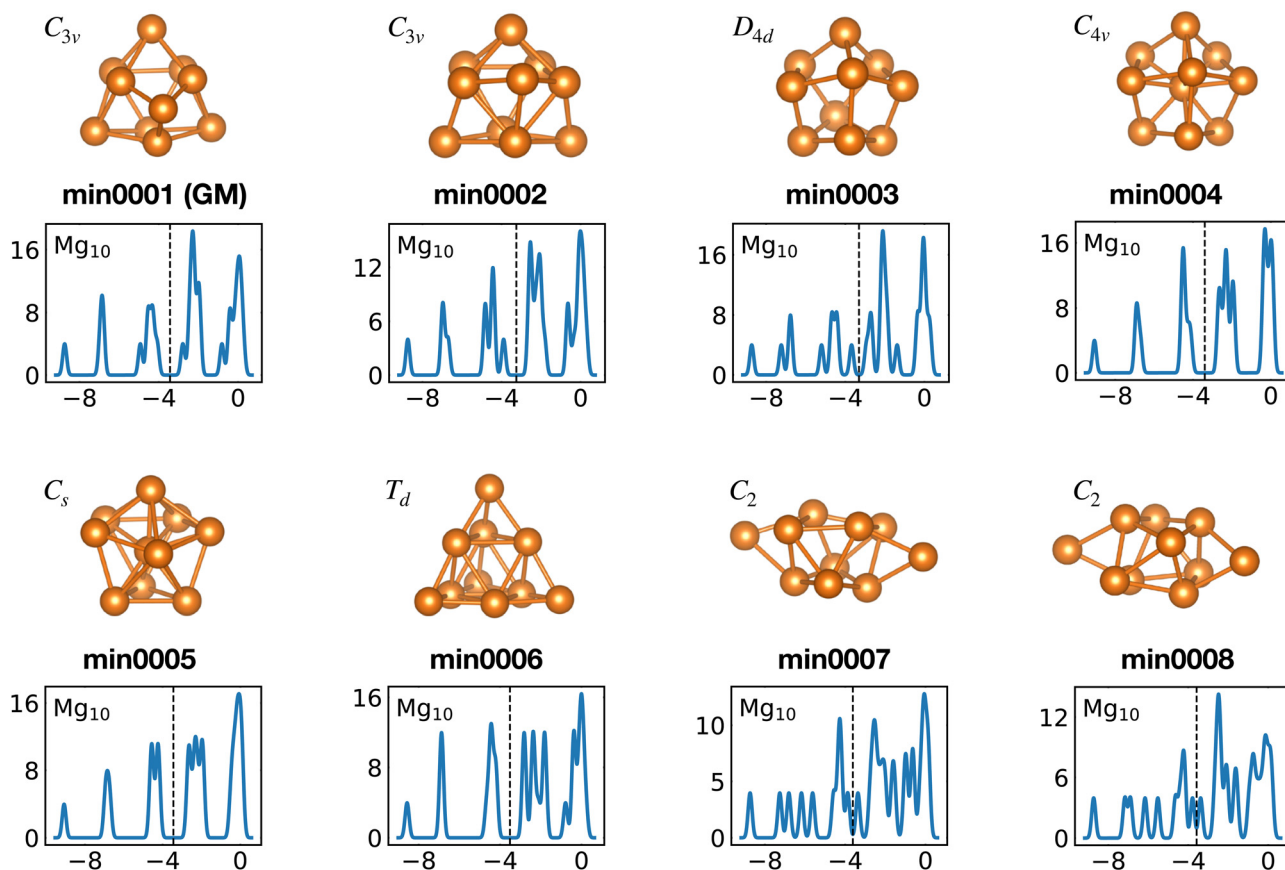 C3v C3v D4d C4v
min0001 (GM) min0002 min0003 min0004
Mg10 Mg10 Mg10 Mg10
16 12 16 16
8 6 8 8
0 0 0 0
−8 −4 0 −8 −4 0 −8 −4 0 −8 −4 0
Cs Td C2 C2
min0005 min0006 min0007 min0008
Mg10 Mg10 Mg10 Mg10
16 16 10 12
8 8 5 6
0 0 0 0
−8 −4 0 −8 −4 0 −8 −4 0 −8 −4 0